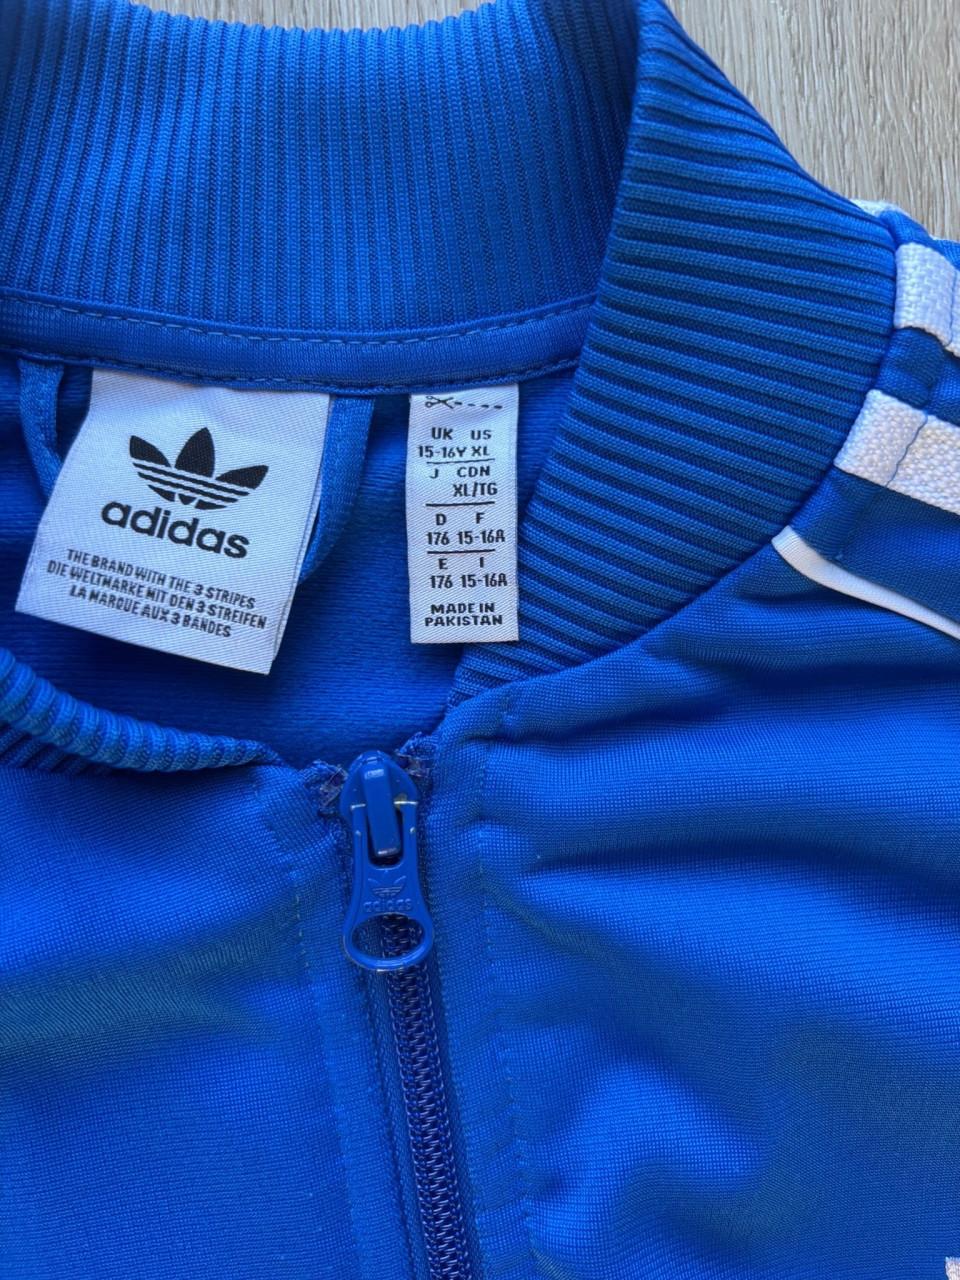 adidas
THE BRAND WITH THE 3 STRIPES
DIE WELTMARKE MIT DEN 3 STREIFEN
LA MARQUE AUX 3 BANDES
UK US
15-16Y XL
J CDN
XL/TG
D F
176 15-16A
E I
176 15-16A
MADE IN
PAKISTAN
adidas